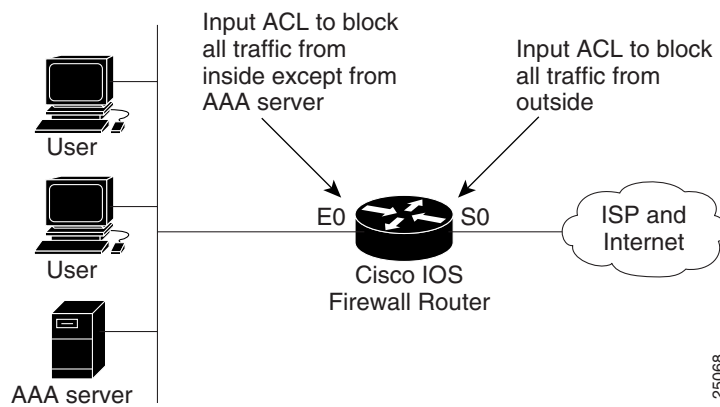 Input ACL to block
all traffic from
inside except from
AAA server
Input ACL to block
all traffic from
outside
User
User
AAA server
E0
S0
Cisco IOS
Firewall Router
ISP and
Internet
25068